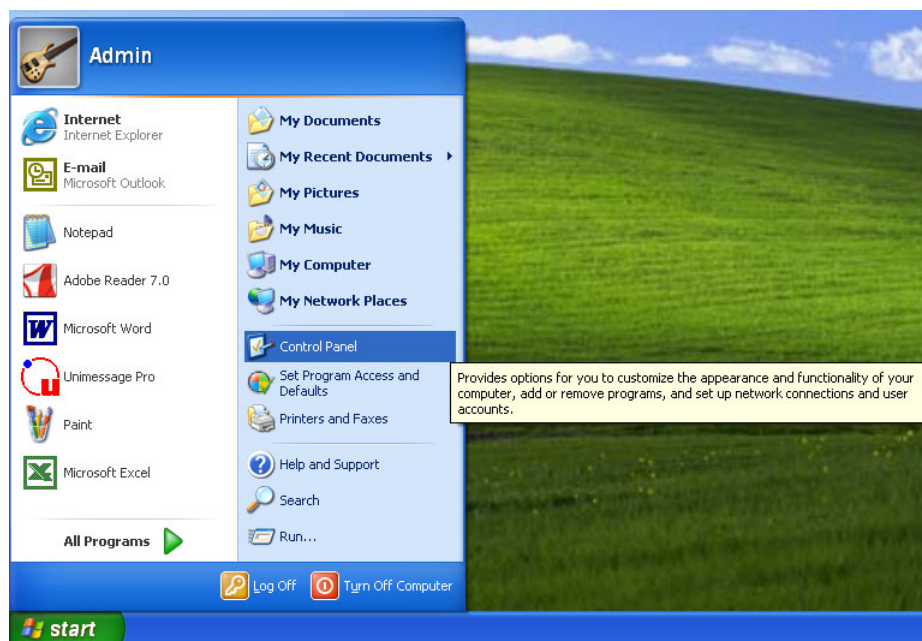 Admin
Internet
Internet Explorer
E-mail
Microsoft Outlook
Notepad
Adobe Reader 7.0
Microsoft Word
Unimessage Pro
Paint
Microsoft Excel
All Programs
My Documents
My Recent Documents
My Pictures
My Music
My Computer
My Network Places
Control Panel
Set Program Access and
Defaults
Printers and Faxes
Help and Support
Search
Run...
Provides options for you to customize the appearance and functionality of your
computer, add or remove programs, and set up network connections and user
accounts.
Log Off
Turn Off Computer
start